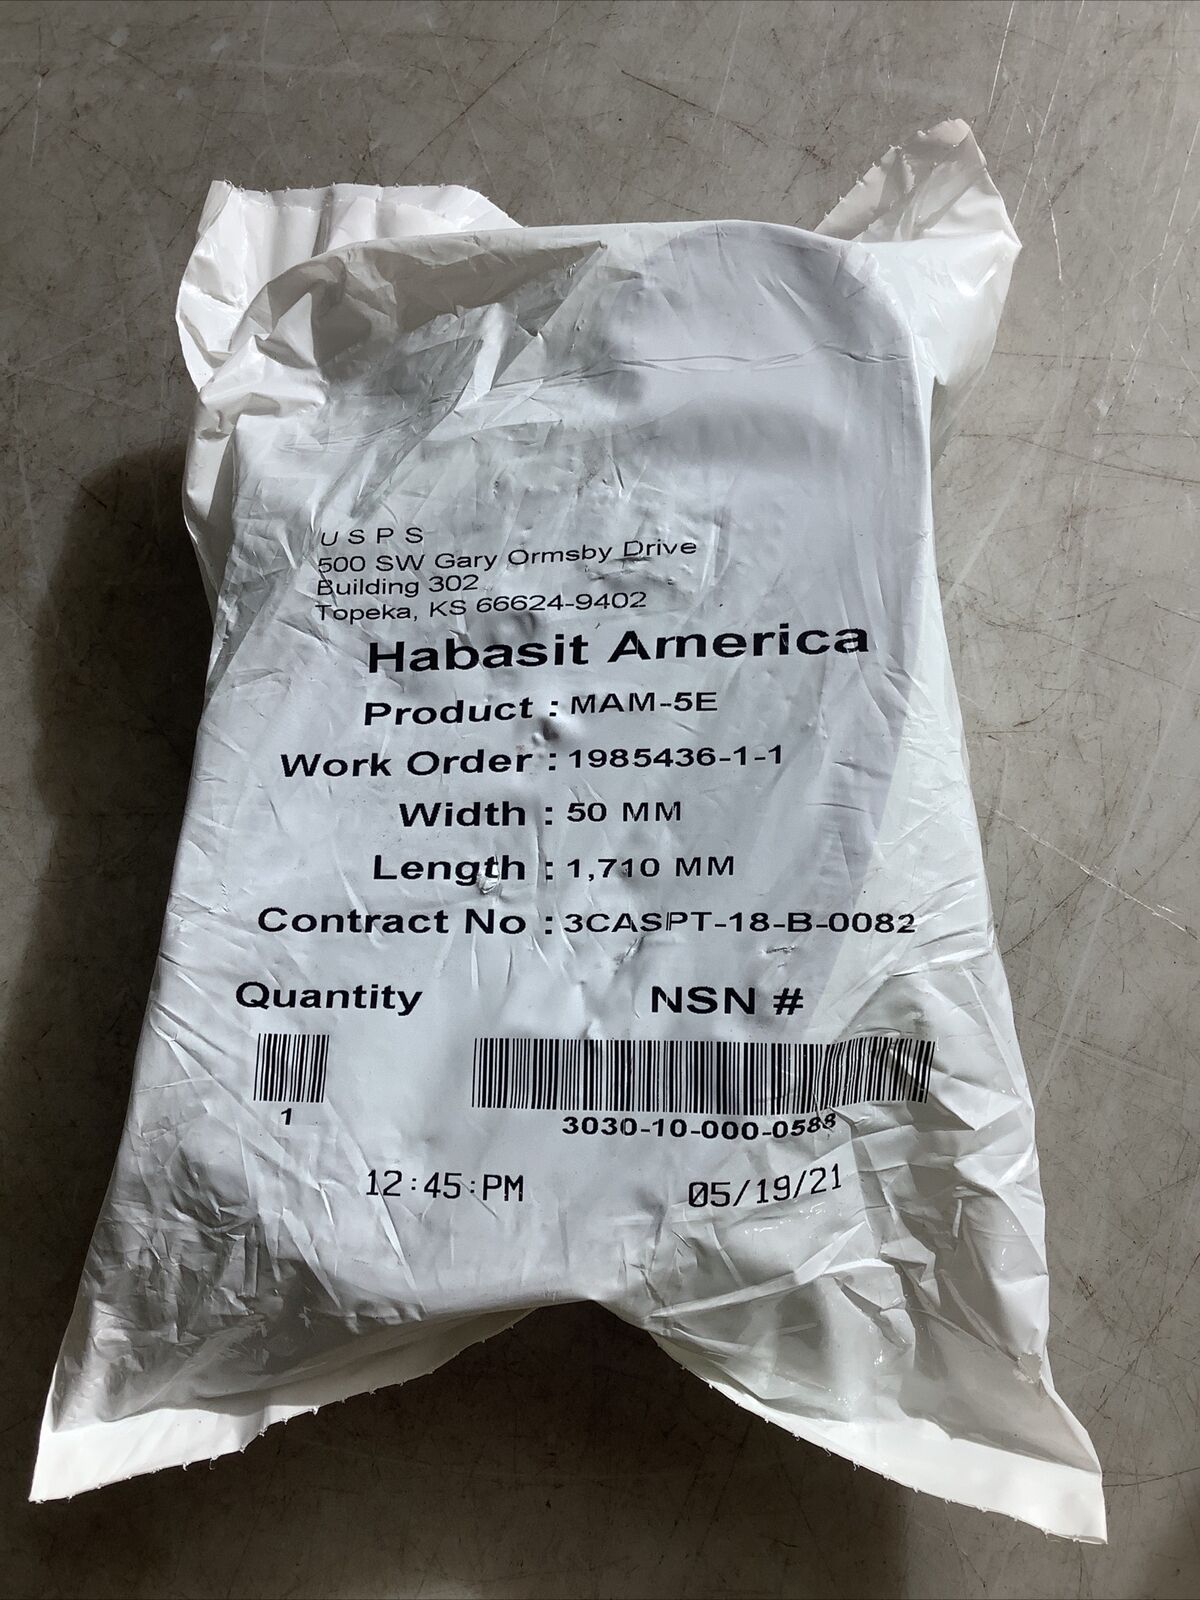 U S P S
500 SW Gary Ormsby Drive
Building 302
Topeka, KS 66624-9402
Habasit America
Product : MAM-5E
Work Order : 1985436-1-1
Width : 50 MM
Length : 1,710 MM
Contract No : 3CASPT-18-B-0082
Quantity NSN #
1 3030-10-000-0588
12:45:PM 05/19/21